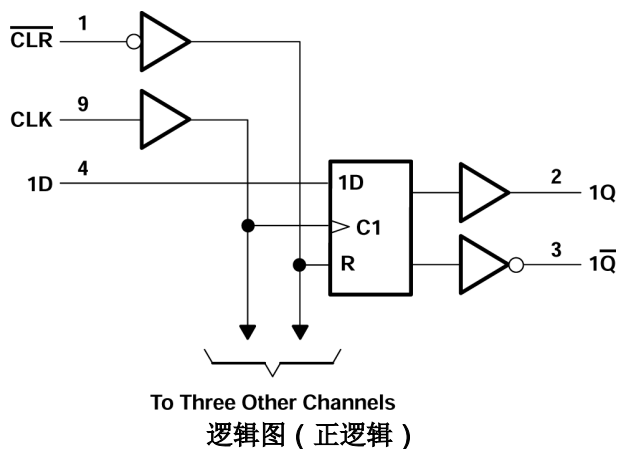 C̅L̅R̅ 1
CLK 9
1D 4
1D
C1
R
2 1Q
3 1Q̅
To Three Other Channels
逻辑图(正逻辑)